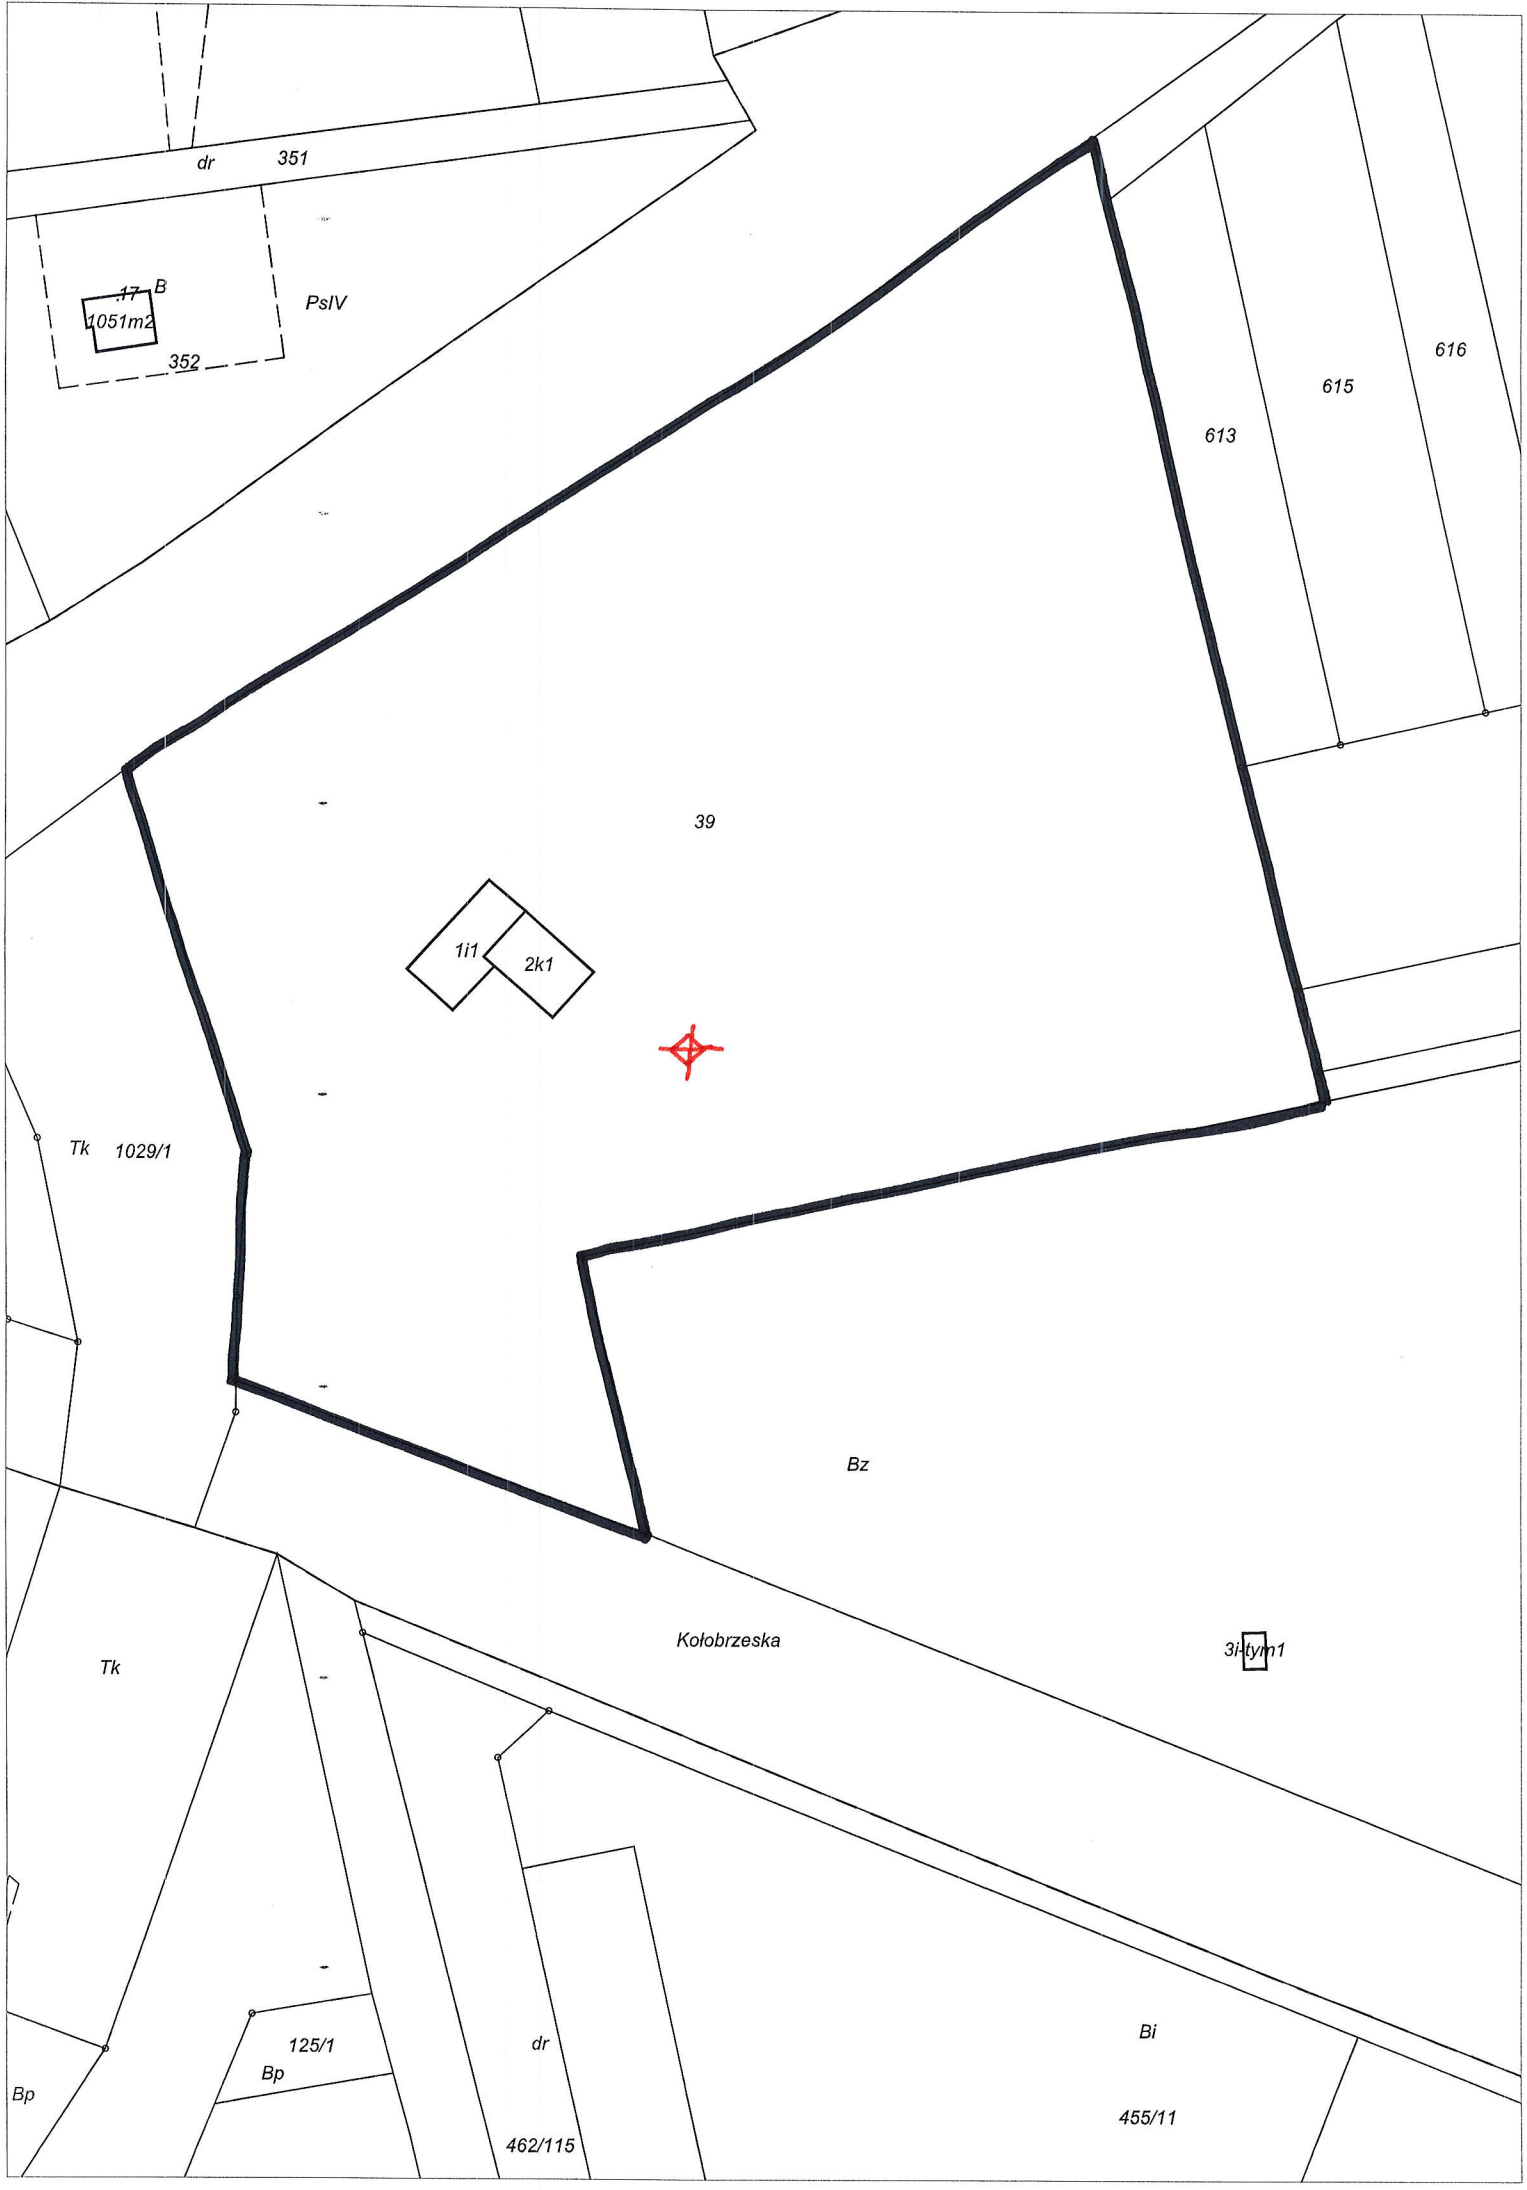 dr 351
.17 B
1051m2
PsIV
352
616
615
613
39
1i1
2k1
Tk 1029/1
Bz
Kołobrzeska
3i-tym1
Tk
Bi
125/1
dr
Bp
Bp
455/11
462/115